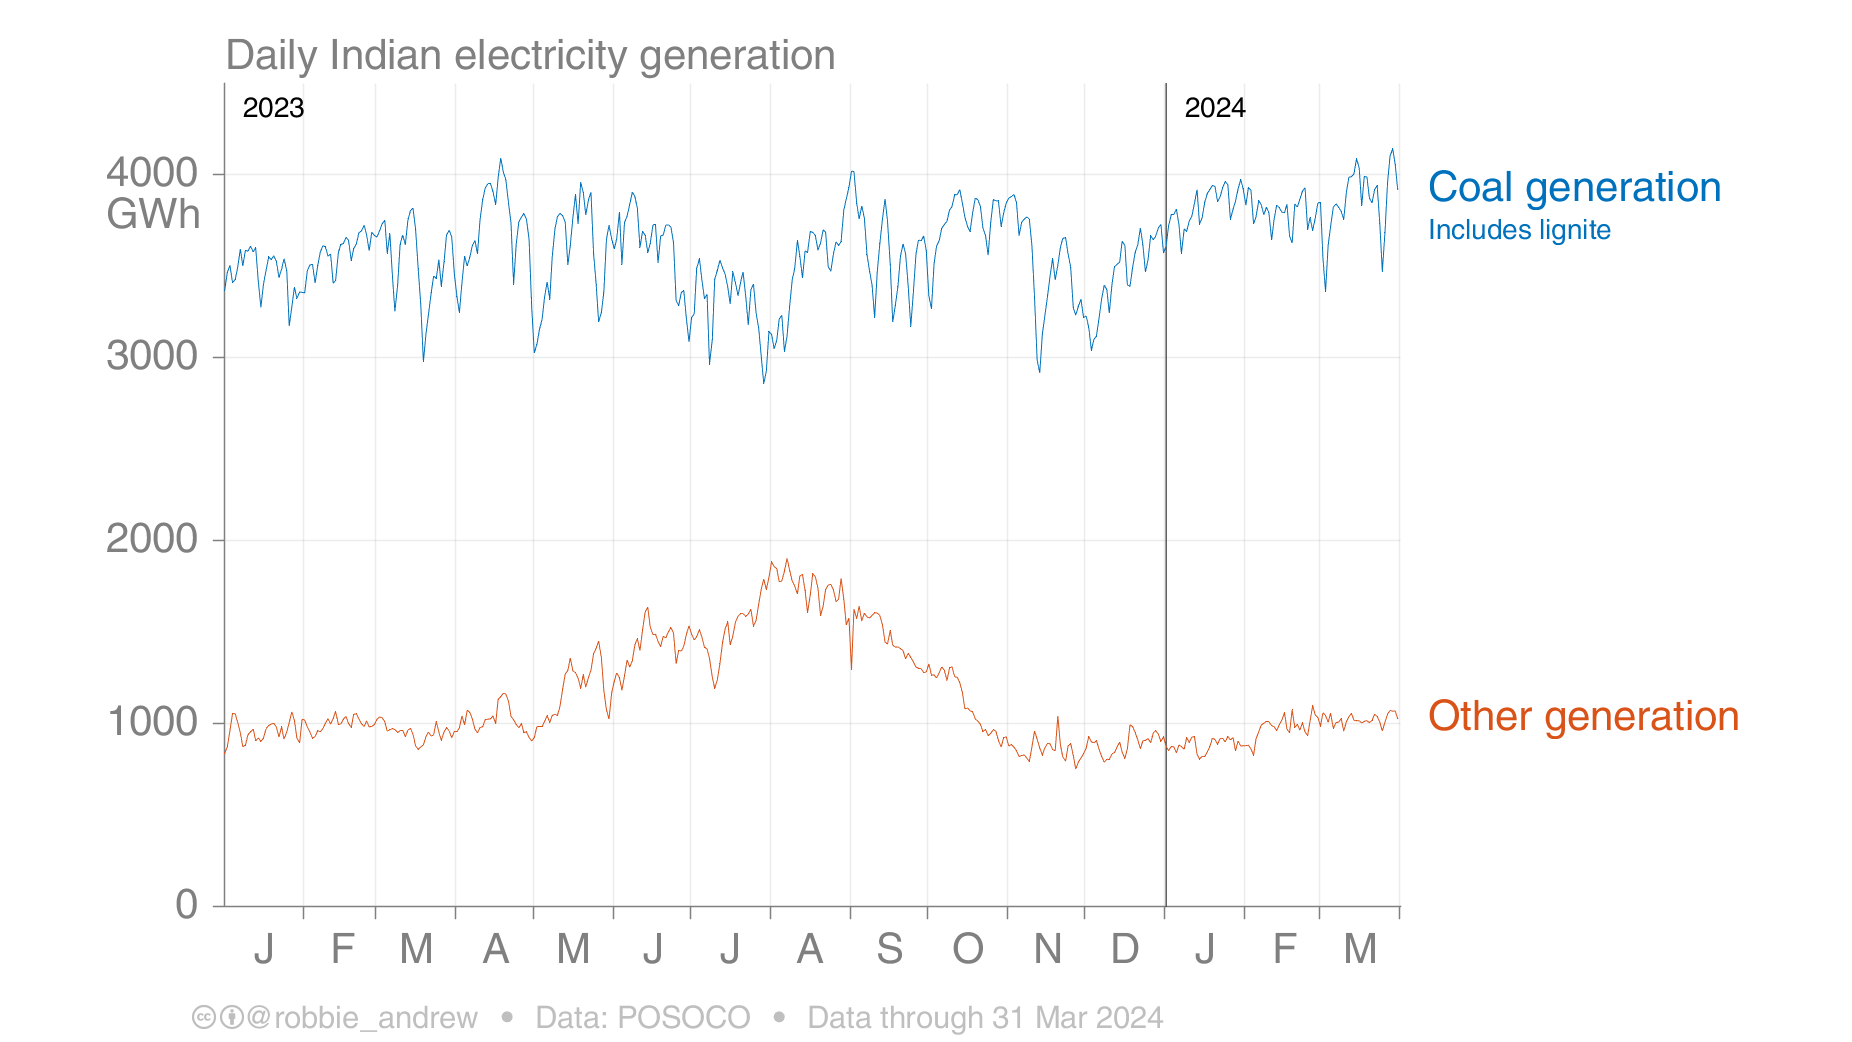 Daily Indian electricity generation
2023
2024
4000
GWh
3000
2000
1000
0
Coal generation
Includes lignite
Other generation
J F M A M J J A S O N D J F M
cc @robbie_andrew • Data: POSOCO • Data through 31 Mar 2024